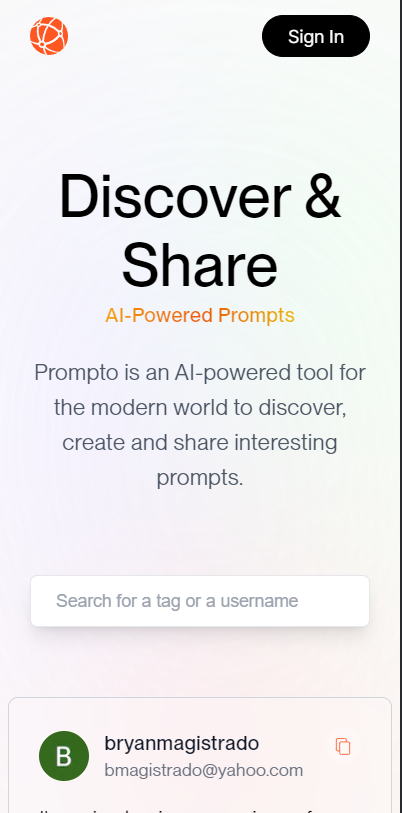 Sign In
Discover &
Share
AI-Powered Prompts
Prompto is an AI-powered tool for
the modern world to discover,
create and share interesting
prompts.
Search for a tag or a username
B
bryanmagistrado
bmagistrado@yahoo.com